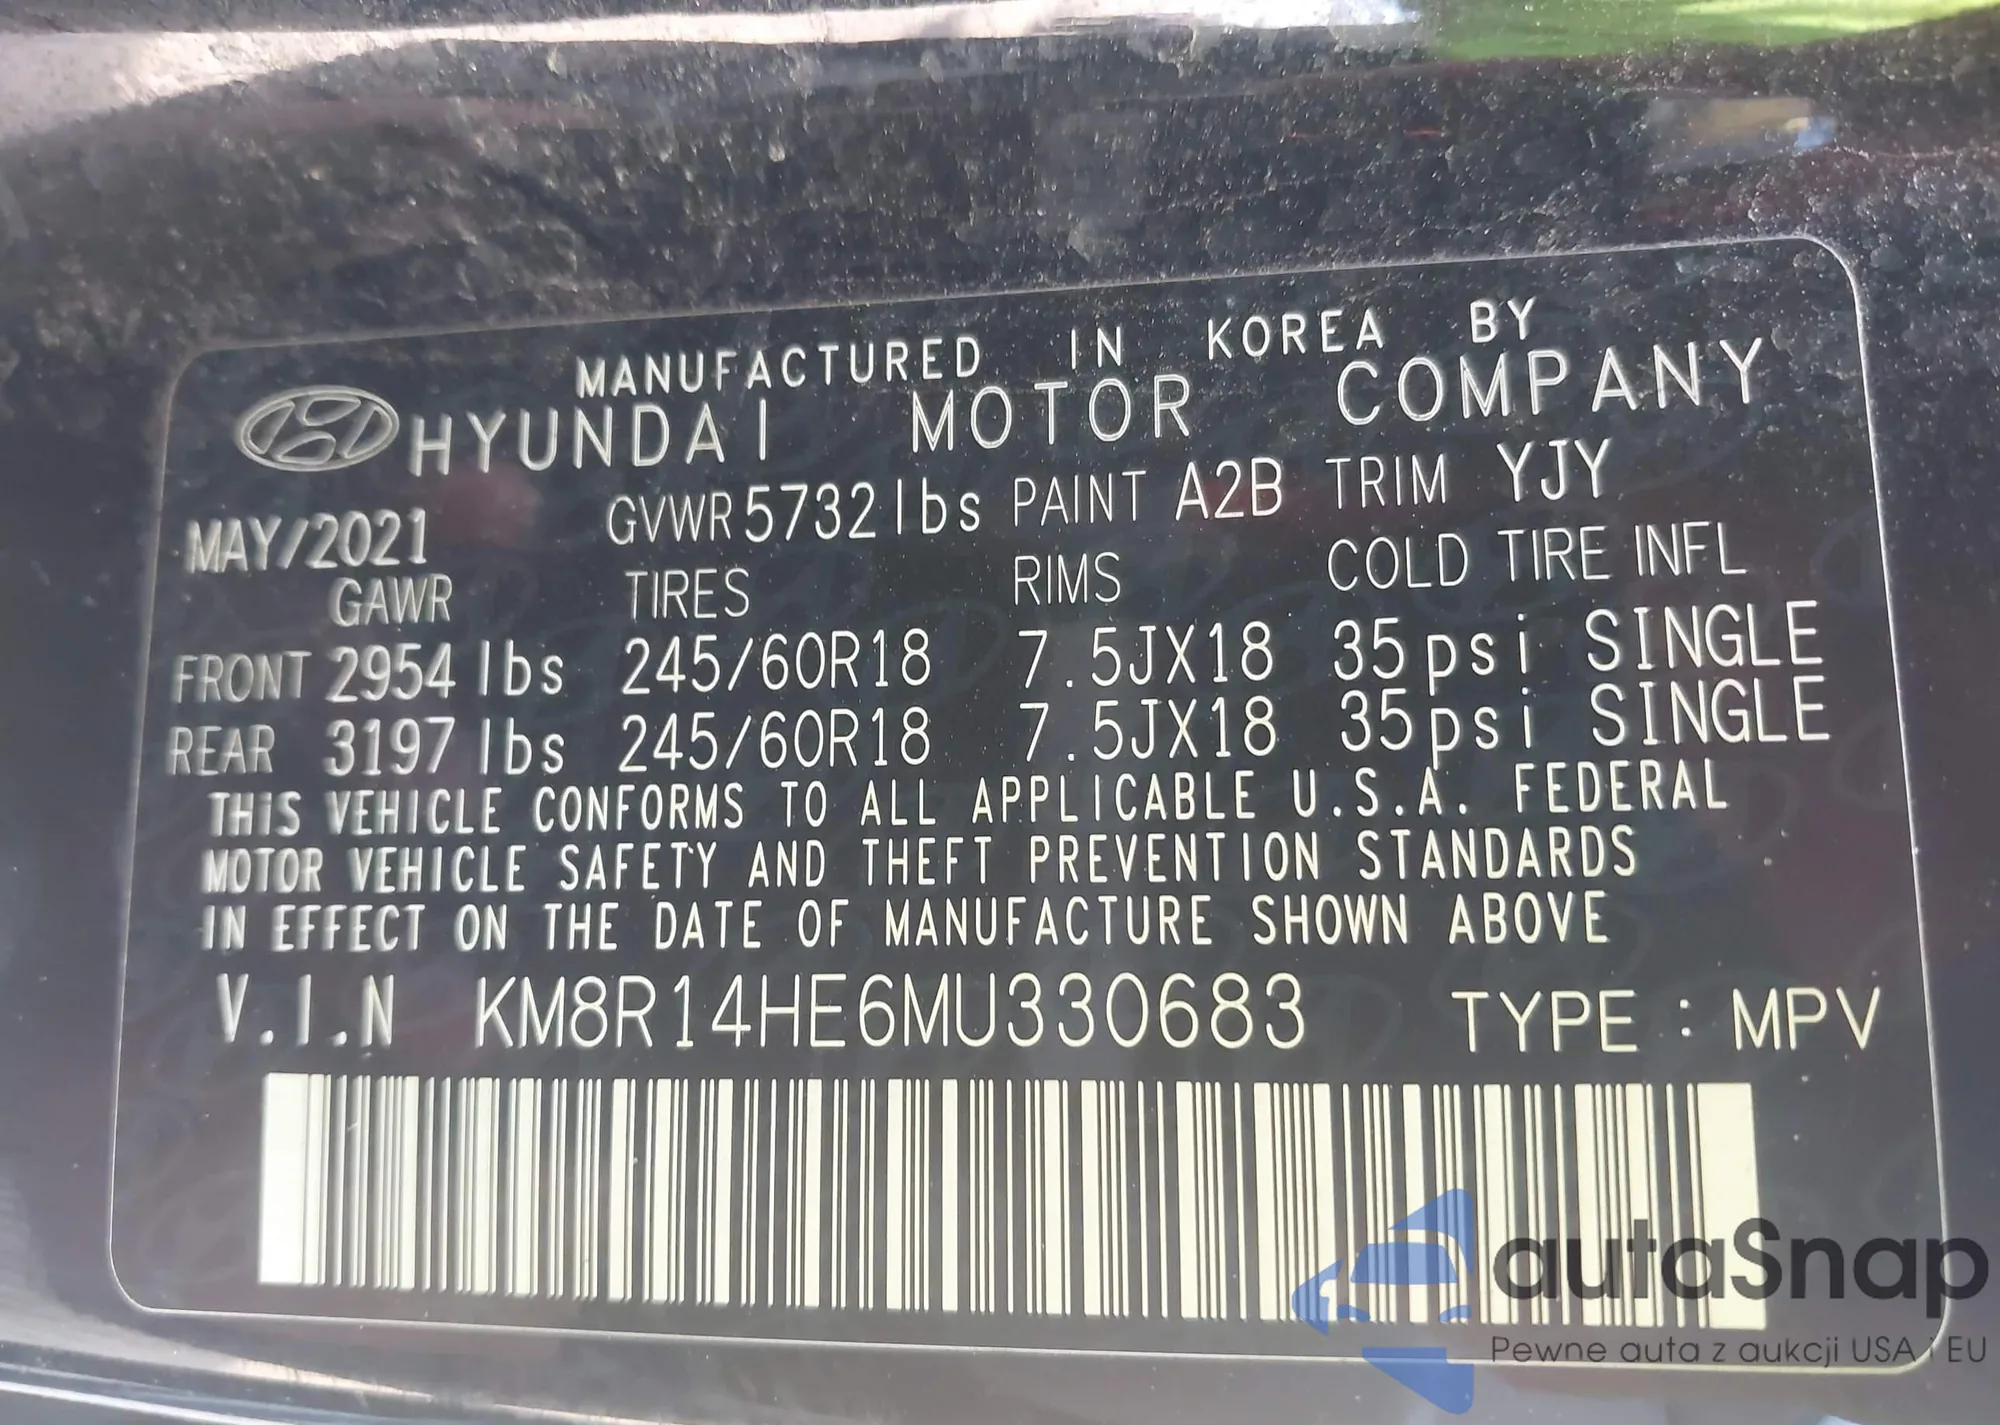 MANUFACTURED IN KOREA BY
HYUNDAI MOTOR COMPANY
MAY/2021 GVWR 5732 lbs PAINT A2B TRIM YJY
GAWR TIRES RIMS COLD TIRE INFL
FRONT 2954 lbs 245/60R18 7.5JX18 35psi SINGLE
REAR 3197 lbs 245/60R18 7.5JX18 35psi SINGLE
THIS VEHICLE CONFORMS TO ALL APPLICABLE U.S.A. FEDERAL
MOTOR VEHICLE SAFETY AND THEFT PREVENTION STANDARDS
IN EFFECT ON THE DATE OF MANUFACTURE SHOWN ABOVE
V.I.N KM8R14HE6MU330683 TYPE : MPV
autaSnap
Pewne auta z aukcji USA i EU